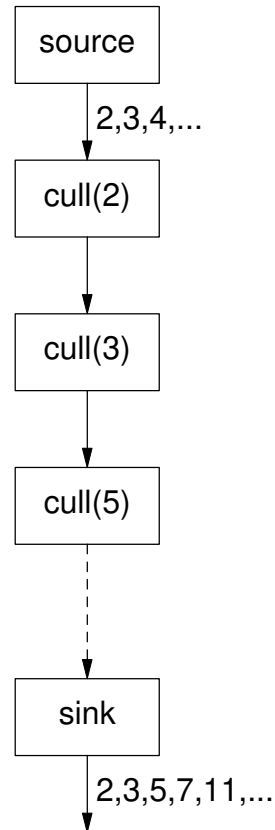 source
2,3,4,...
cull(2)
cull(3)
cull(5)
sink
2,3,5,7,11,...